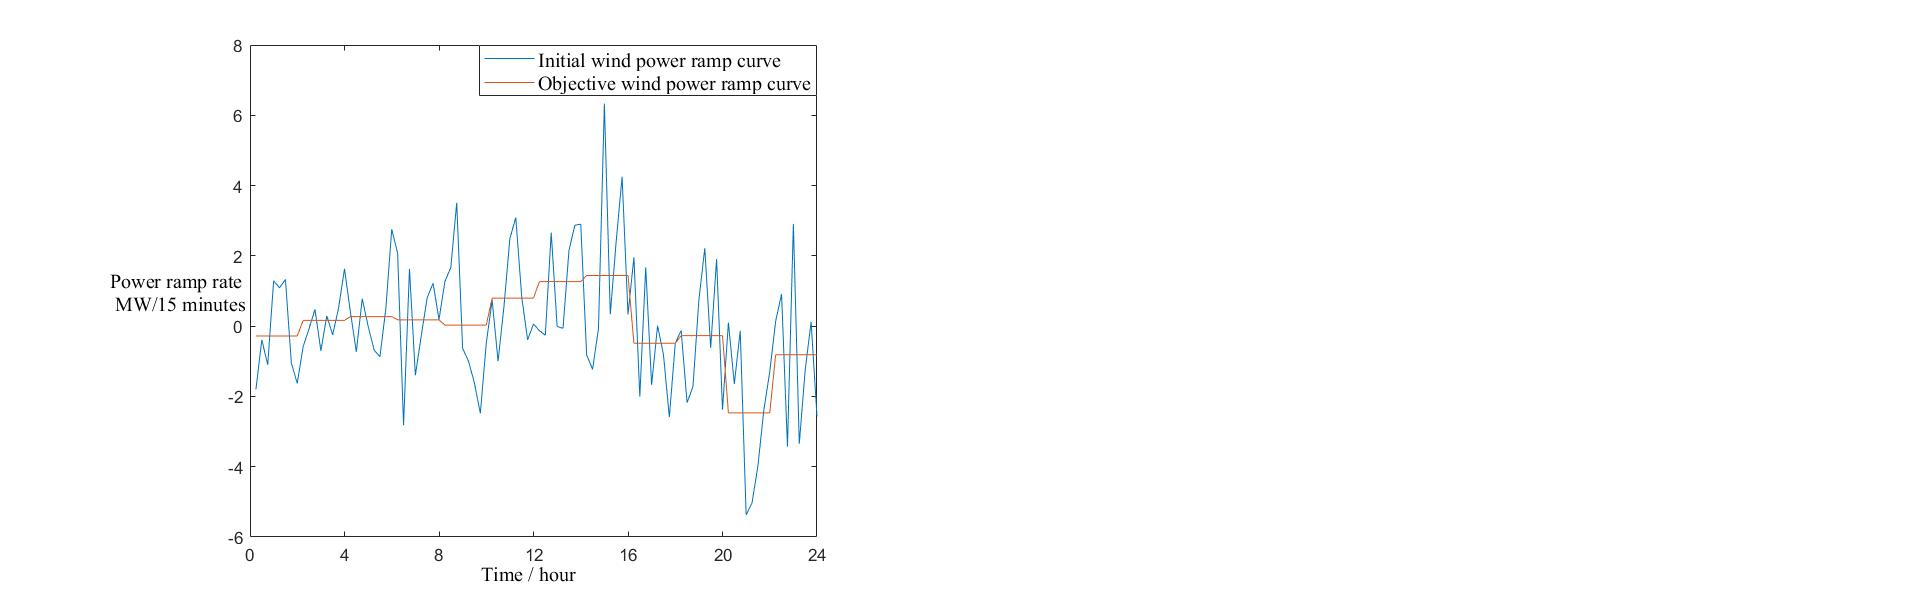 8
Initial wind power ramp curve
Objective wind power ramp curve
6
4
2
Power ramp rate
MW/15 minutes
0
-2
-4
-6
0 4 8 12 16 20 24
Time / hour